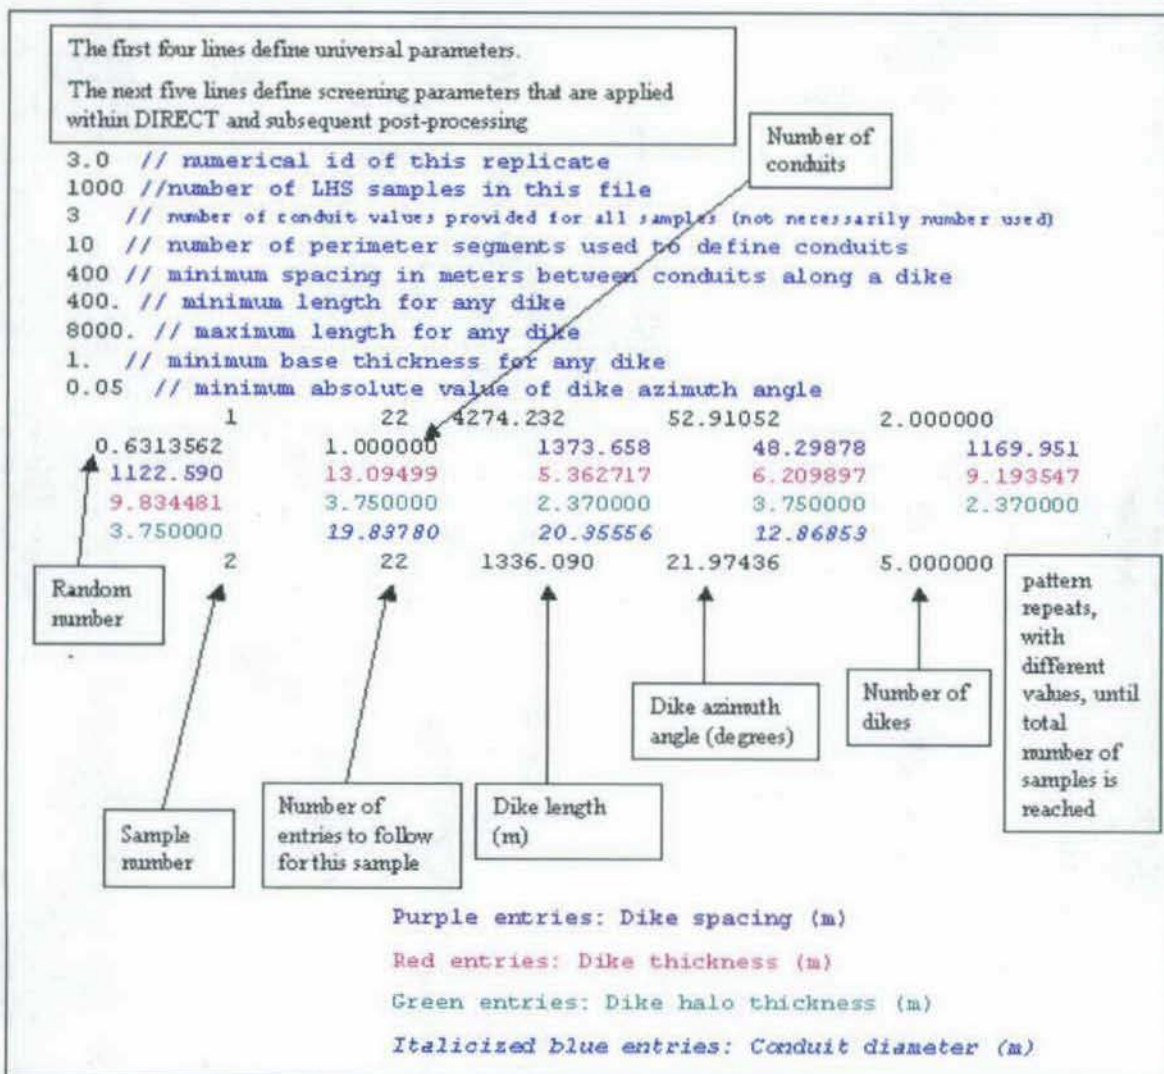 The first four lines define universal parameters.
The next five lines define screening parameters that are applied
within DIRECT and subsequent post-processing
Number of
conduits
3.0 // numerical id of this replicate
1000 //number of LHS samples in this file
3 // number of conduit values provided for all samples (not necessarily number used)
10 // number of perimeter segments used to define conduits
400 // minimum spacing in meters between conduits along a dike
400. // minimum length for any dike
8000. // maximum length for any dike
1. // minimum base thickness for any dike
0.05 // minimum absolute value of dike azimuth angle
1 22 4274.232 52.91052 2.000000
0.6313562 1.000000 1373.658 48.29878 1169.951
1122.590 13.09499 5.362717 6.209897 9.193547
9.834481 3.750000 2.370000 3.750000 2.370000
3.750000 19.83780 20.35556 12.86853
2 22 1336.090 21.97436 5.000000
Random
number
pattern
repeats,
with
different
values, until
total
number of
samples is
reached
Dike azimuth
angle (degrees)
Number of
dikes
Sample
number
Number of
entries to follow
for this sample
Dike length
(m)
Purple entries: Dike spacing (m)
Red entries: Dike thickness (m)
Green entries: Dike halo thickness (m)
Italicized blue entries: Conduit diameter (m)